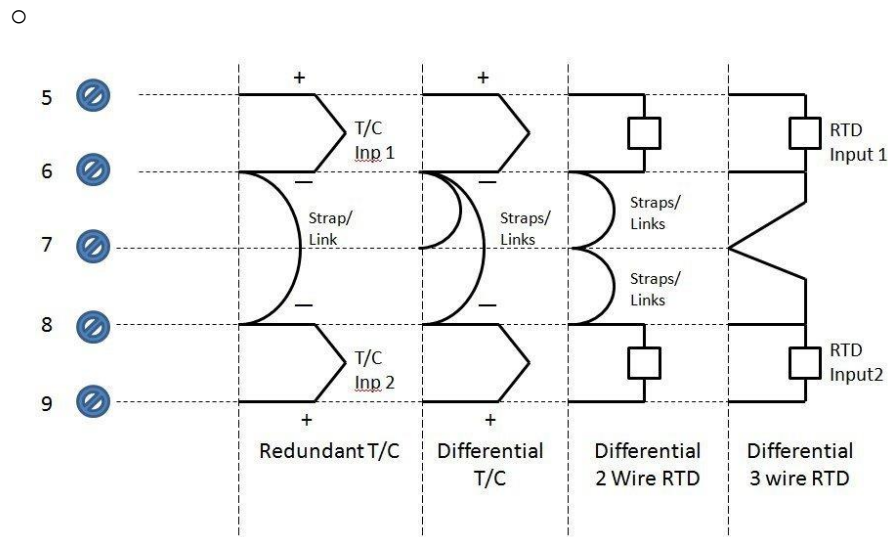 o
+
+
5
T/C
Inp 1
RTD
Input 1
6
—
—
Strap/
Link
Straps/
Links
Straps/
Links
7
Straps/
Links
—
—
8
T/C
Inp 2
RTD
Input2
9
+
+
Redundant T/C
Differential
T/C
Differential
2 Wire RTD
Differential
3 wire RTD